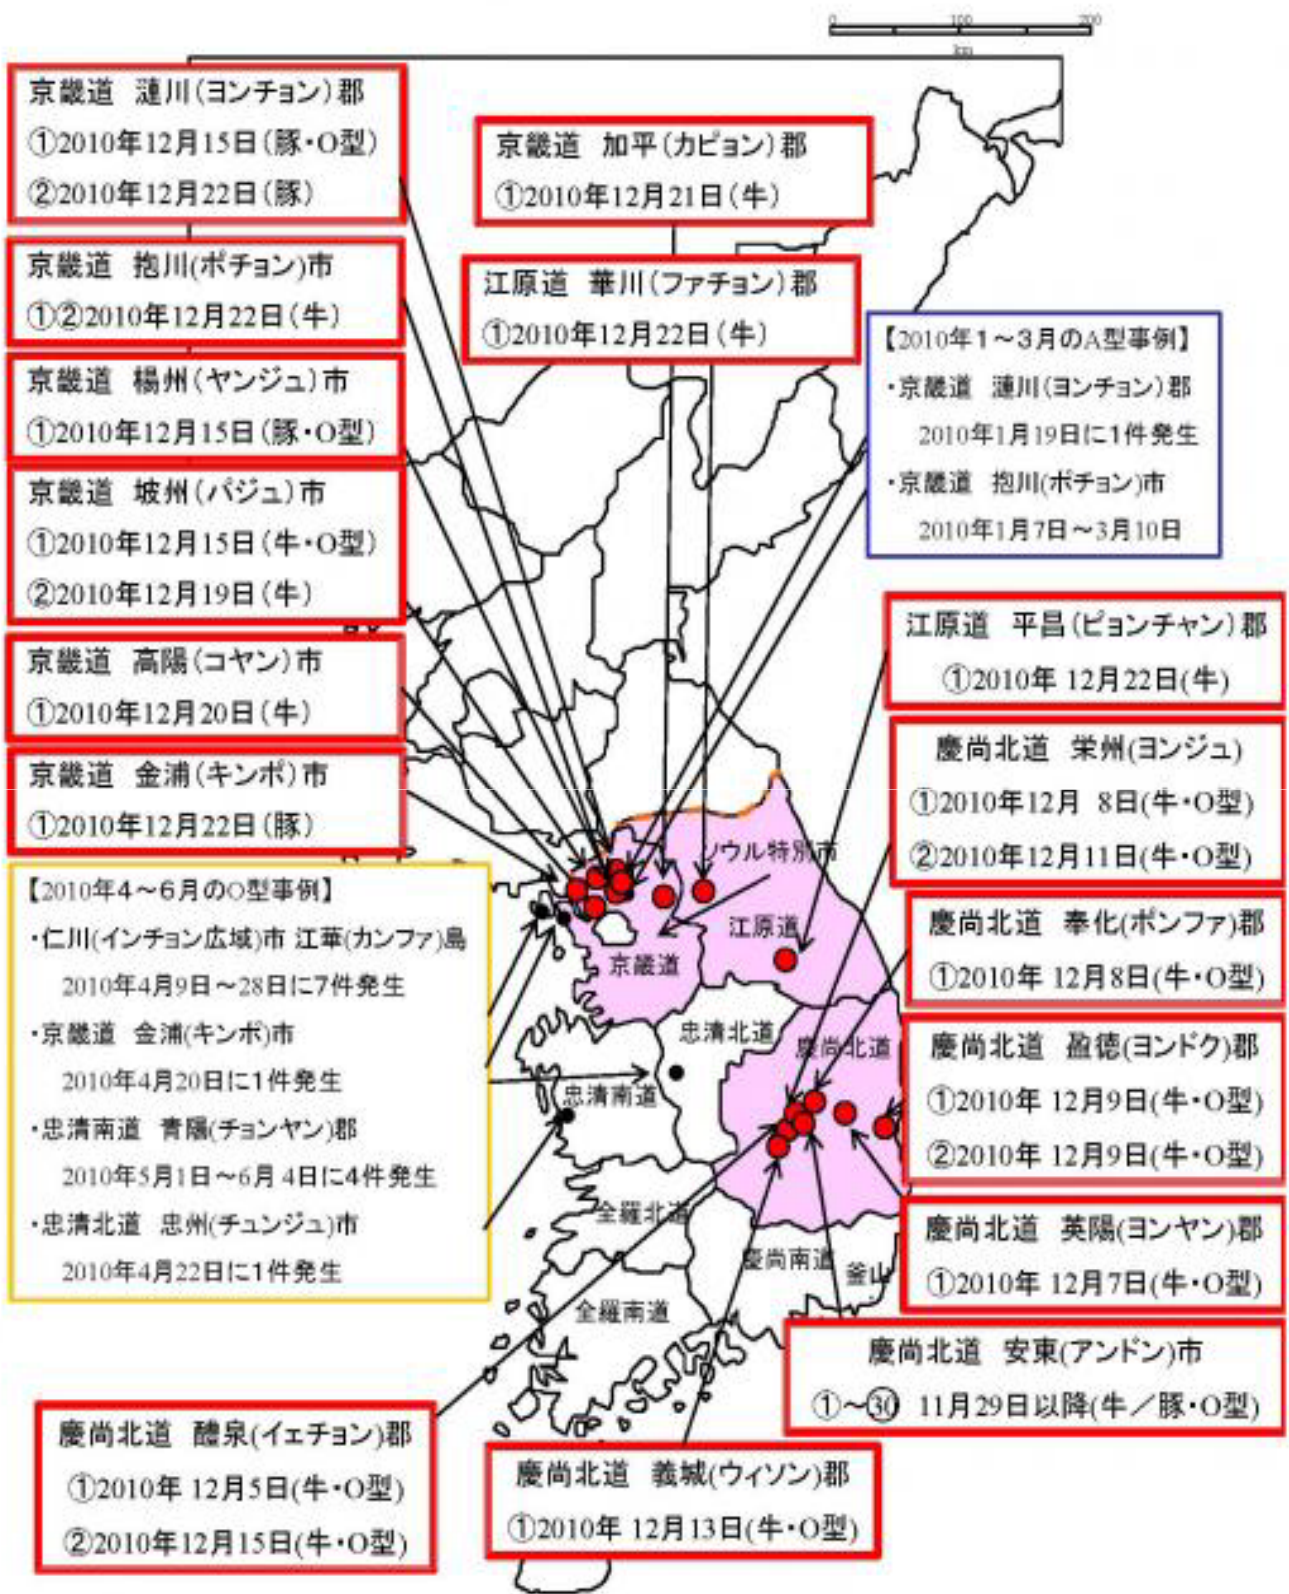 0 100 200
km
京畿道 漣川(ヨンチョン)郡
①2010年12月15日(豚・O型)
②2010年12月22日(豚)
京畿道 抱川(ポチョン)市
①②2010年12月22日(牛)
京畿道 楊州(ヤンジュ)市
①2010年12月15日(豚・O型)
京畿道 坡州(パジュ)市
①2010年12月15日(牛・O型)
②2010年12月19日(牛)
京畿道 高陽(コヤン)市
①2010年12月20日(牛)
京畿道 金浦(キンポ)市
①2010年12月22日(豚)
【2010年4～6月のO型事例】
・仁川(インチョン広域)市 江華(カンファ)島
2010年4月9日～28日に7件発生
・京畿道 金浦(キンポ)市
2010年4月20日に1件発生
・忠清南道 青陽(チョンヤン)郡
2010年5月1日～6月4日に4件発生
・忠清北道 忠州(チュンジュ)市
2010年4月22日に1件発生
京畿道 加平(カピョン)郡
①2010年12月21日(牛)
江原道 華川(ファチョン)郡
①2010年12月22日(牛)
【2010年1～3月のA型事例】
・京畿道 漣川(ヨンチョン)郡
2010年1月19日に1件発生
・京畿道 抱川(ポチョン)市
2010年1月7日～3月10日
江原道 平昌(ピョンチャン)郡
①2010年 12月22日(牛)
慶尚北道 栄州(ヨンジュ)
①2010年12月 8日(牛・O型)
②2010年12月11日(牛・O型)
慶尚北道 奉化(ポンファ)郡
①2010年 12月8日(牛・O型)
慶尚北道 盈徳(ヨンドク)郡
①2010年 12月9日(牛・O型)
②2010年 12月9日(牛・O型)
慶尚北道 英陽(ヨンヤン)郡
①2010年 12月7日(牛・O型)
慶尚北道 安東(アンドン)市
①～㉚ 11月29日以降(牛／豚・O型)
慶尚北道 醴泉(イェチョン)郡
①2010年 12月5日(牛・O型)
②2010年12月15日(牛・O型)
慶尚北道 義城(ウィソン)郡
①2010年 12月13日(牛・O型)
ソウル特別市
江原道
京畿道
忠清北道
慶尚北道
忠清南道
全羅北道
慶尚南道
釜山
全羅南道